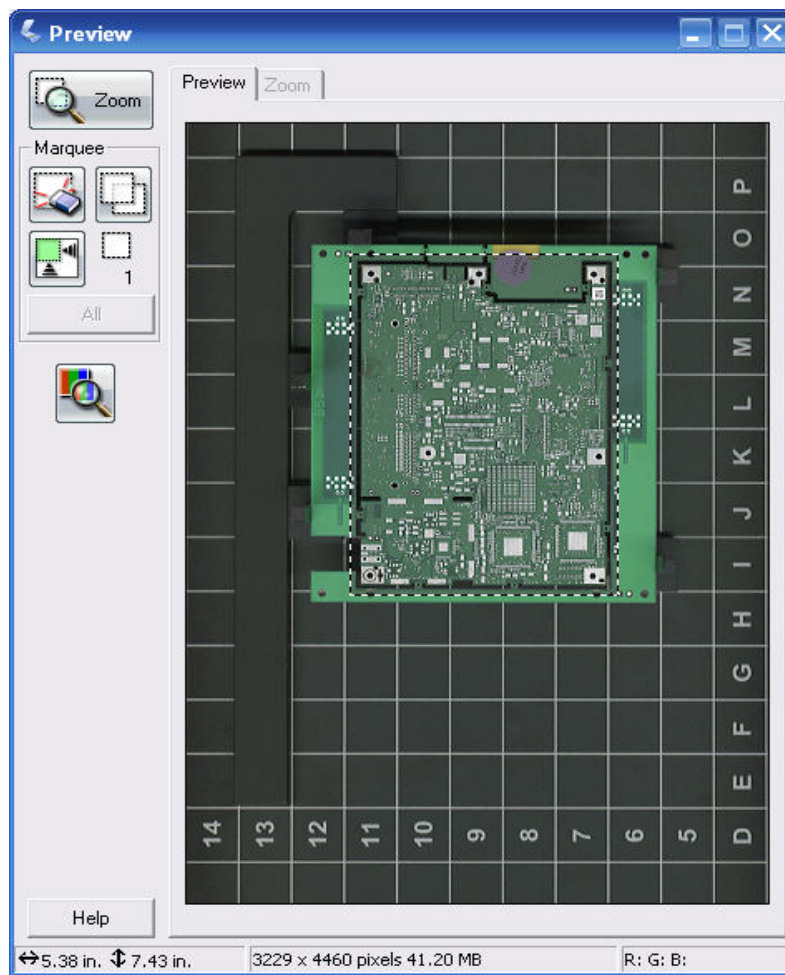 Preview
Zoom
Preview
Zoom
Marquee
1
All
P
O
N
M
L
K
J
I
H
G
F
E
14
13
12
11
10
9
8
7
6
5
D
Help
5.38 in. 7.43 in.
3229 x 4460 pixels 41.20 MB
R: G: B: